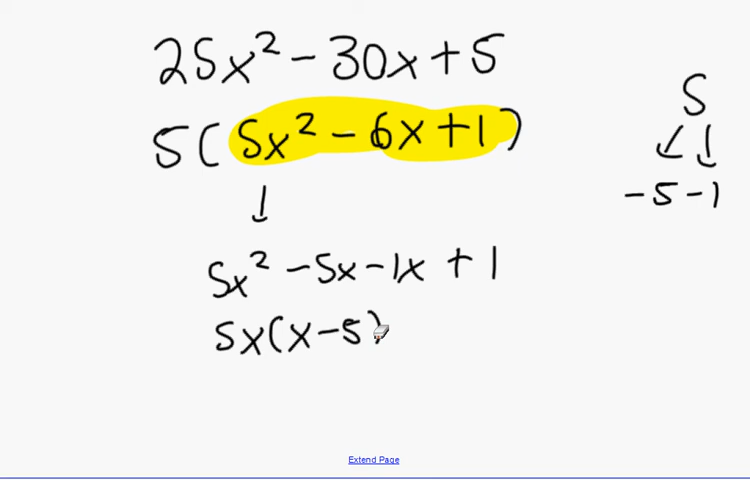 25x² - 30x + 5
5(5x² - 6x + 1)
5
↓
↙ ↓
-5 -1
5x² - 5x - 1x + 1
5x(x - 5)
Extend Page